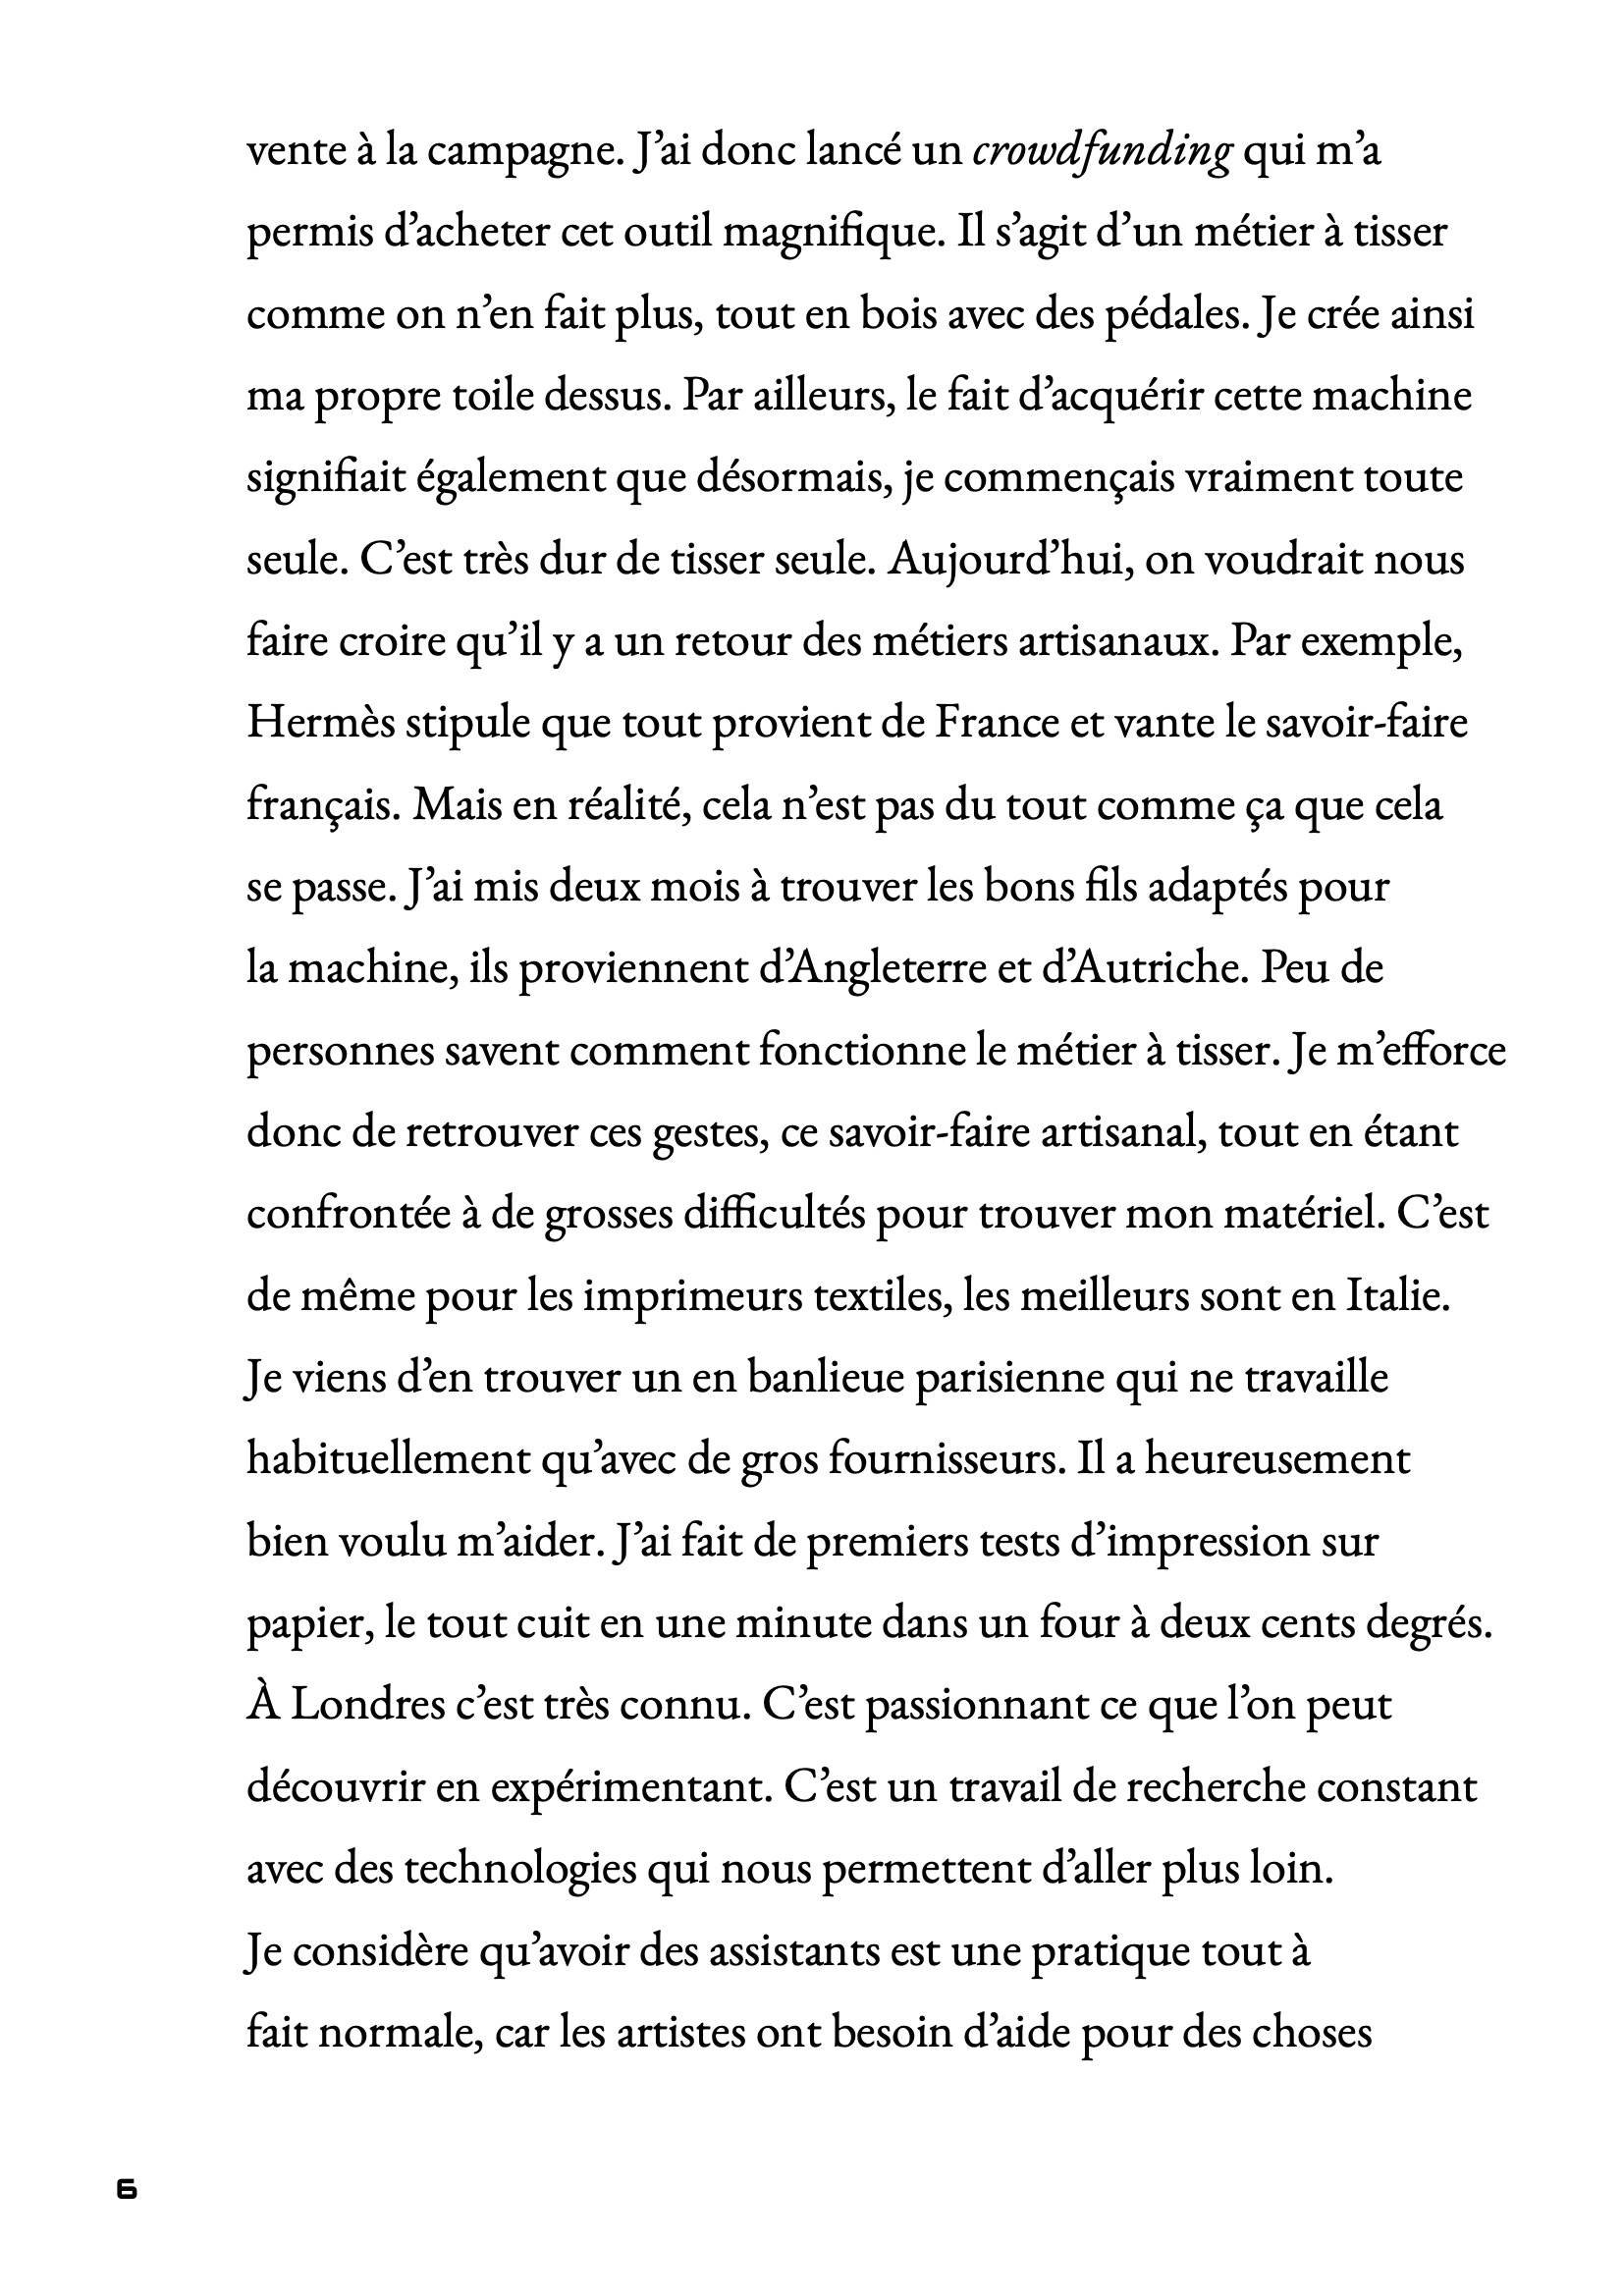 vente à la campagne. J’ai donc lancé un crowdfunding qui m’a
permis d’acheter cet outil magnifique. Il s’agit d’un métier à tisser
comme on n’en fait plus, tout en bois avec des pédales. Je crée ainsi
ma propre toile dessus. Par ailleurs, le fait d’acquérir cette machine
signifiait également que désormais, je commençais vraiment toute
seule. C’est très dur de tisser seule. Aujourd’hui, on voudrait nous
faire croire qu’il y a un retour des métiers artisanaux. Par exemple,
Hermès stipule que tout provient de France et vante le savoir-faire
français. Mais en réalité, cela n’est pas du tout comme ça que cela
se passe. J’ai mis deux mois à trouver les bons fils adaptés pour
la machine, ils proviennent d’Angleterre et d’Autriche. Peu de
personnes savent comment fonctionne le métier à tisser. Je m’efforce
donc de retrouver ces gestes, ce savoir-faire artisanal, tout en étant
confrontée à de grosses difficultés pour trouver mon matériel. C’est
de même pour les imprimeurs textiles, les meilleurs sont en Italie.
Je viens d’en trouver un en banlieue parisienne qui ne travaille
habituellement qu’avec de gros fournisseurs. Il a heureusement
bien voulu m’aider. J’ai fait de premiers tests d’impression sur
papier, le tout cuit en une minute dans un four à deux cents degrés.
À Londres c’est très connu. C’est passionnant ce que l’on peut
découvrir en expérimentant. C’est un travail de recherche constant
avec des technologies qui nous permettent d’aller plus loin.
Je considère qu’avoir des assistants est une pratique tout à
fait normale, car les artistes ont besoin d’aide pour des choses
6